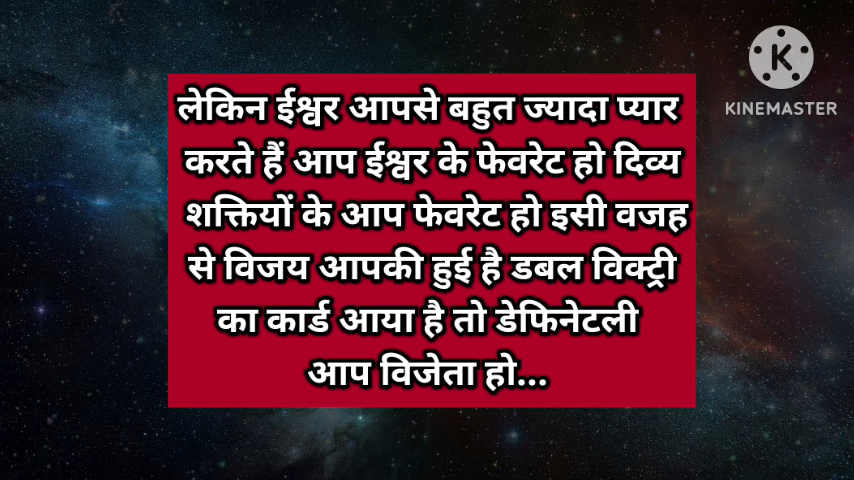 लेकिन ईश्वर आपसे बहुत ज्यादा प्यार
करते हैं आप ईश्वर के फेवरेट हो दिव्य
शक्तियों के आप फेवरेट हो इसी वजह
से विजय आपकी हुई है डबल विक्ट्री
का कार्ड आया है तो डेफिनेटली
आप विजेता हो...
K
KINEMASTER